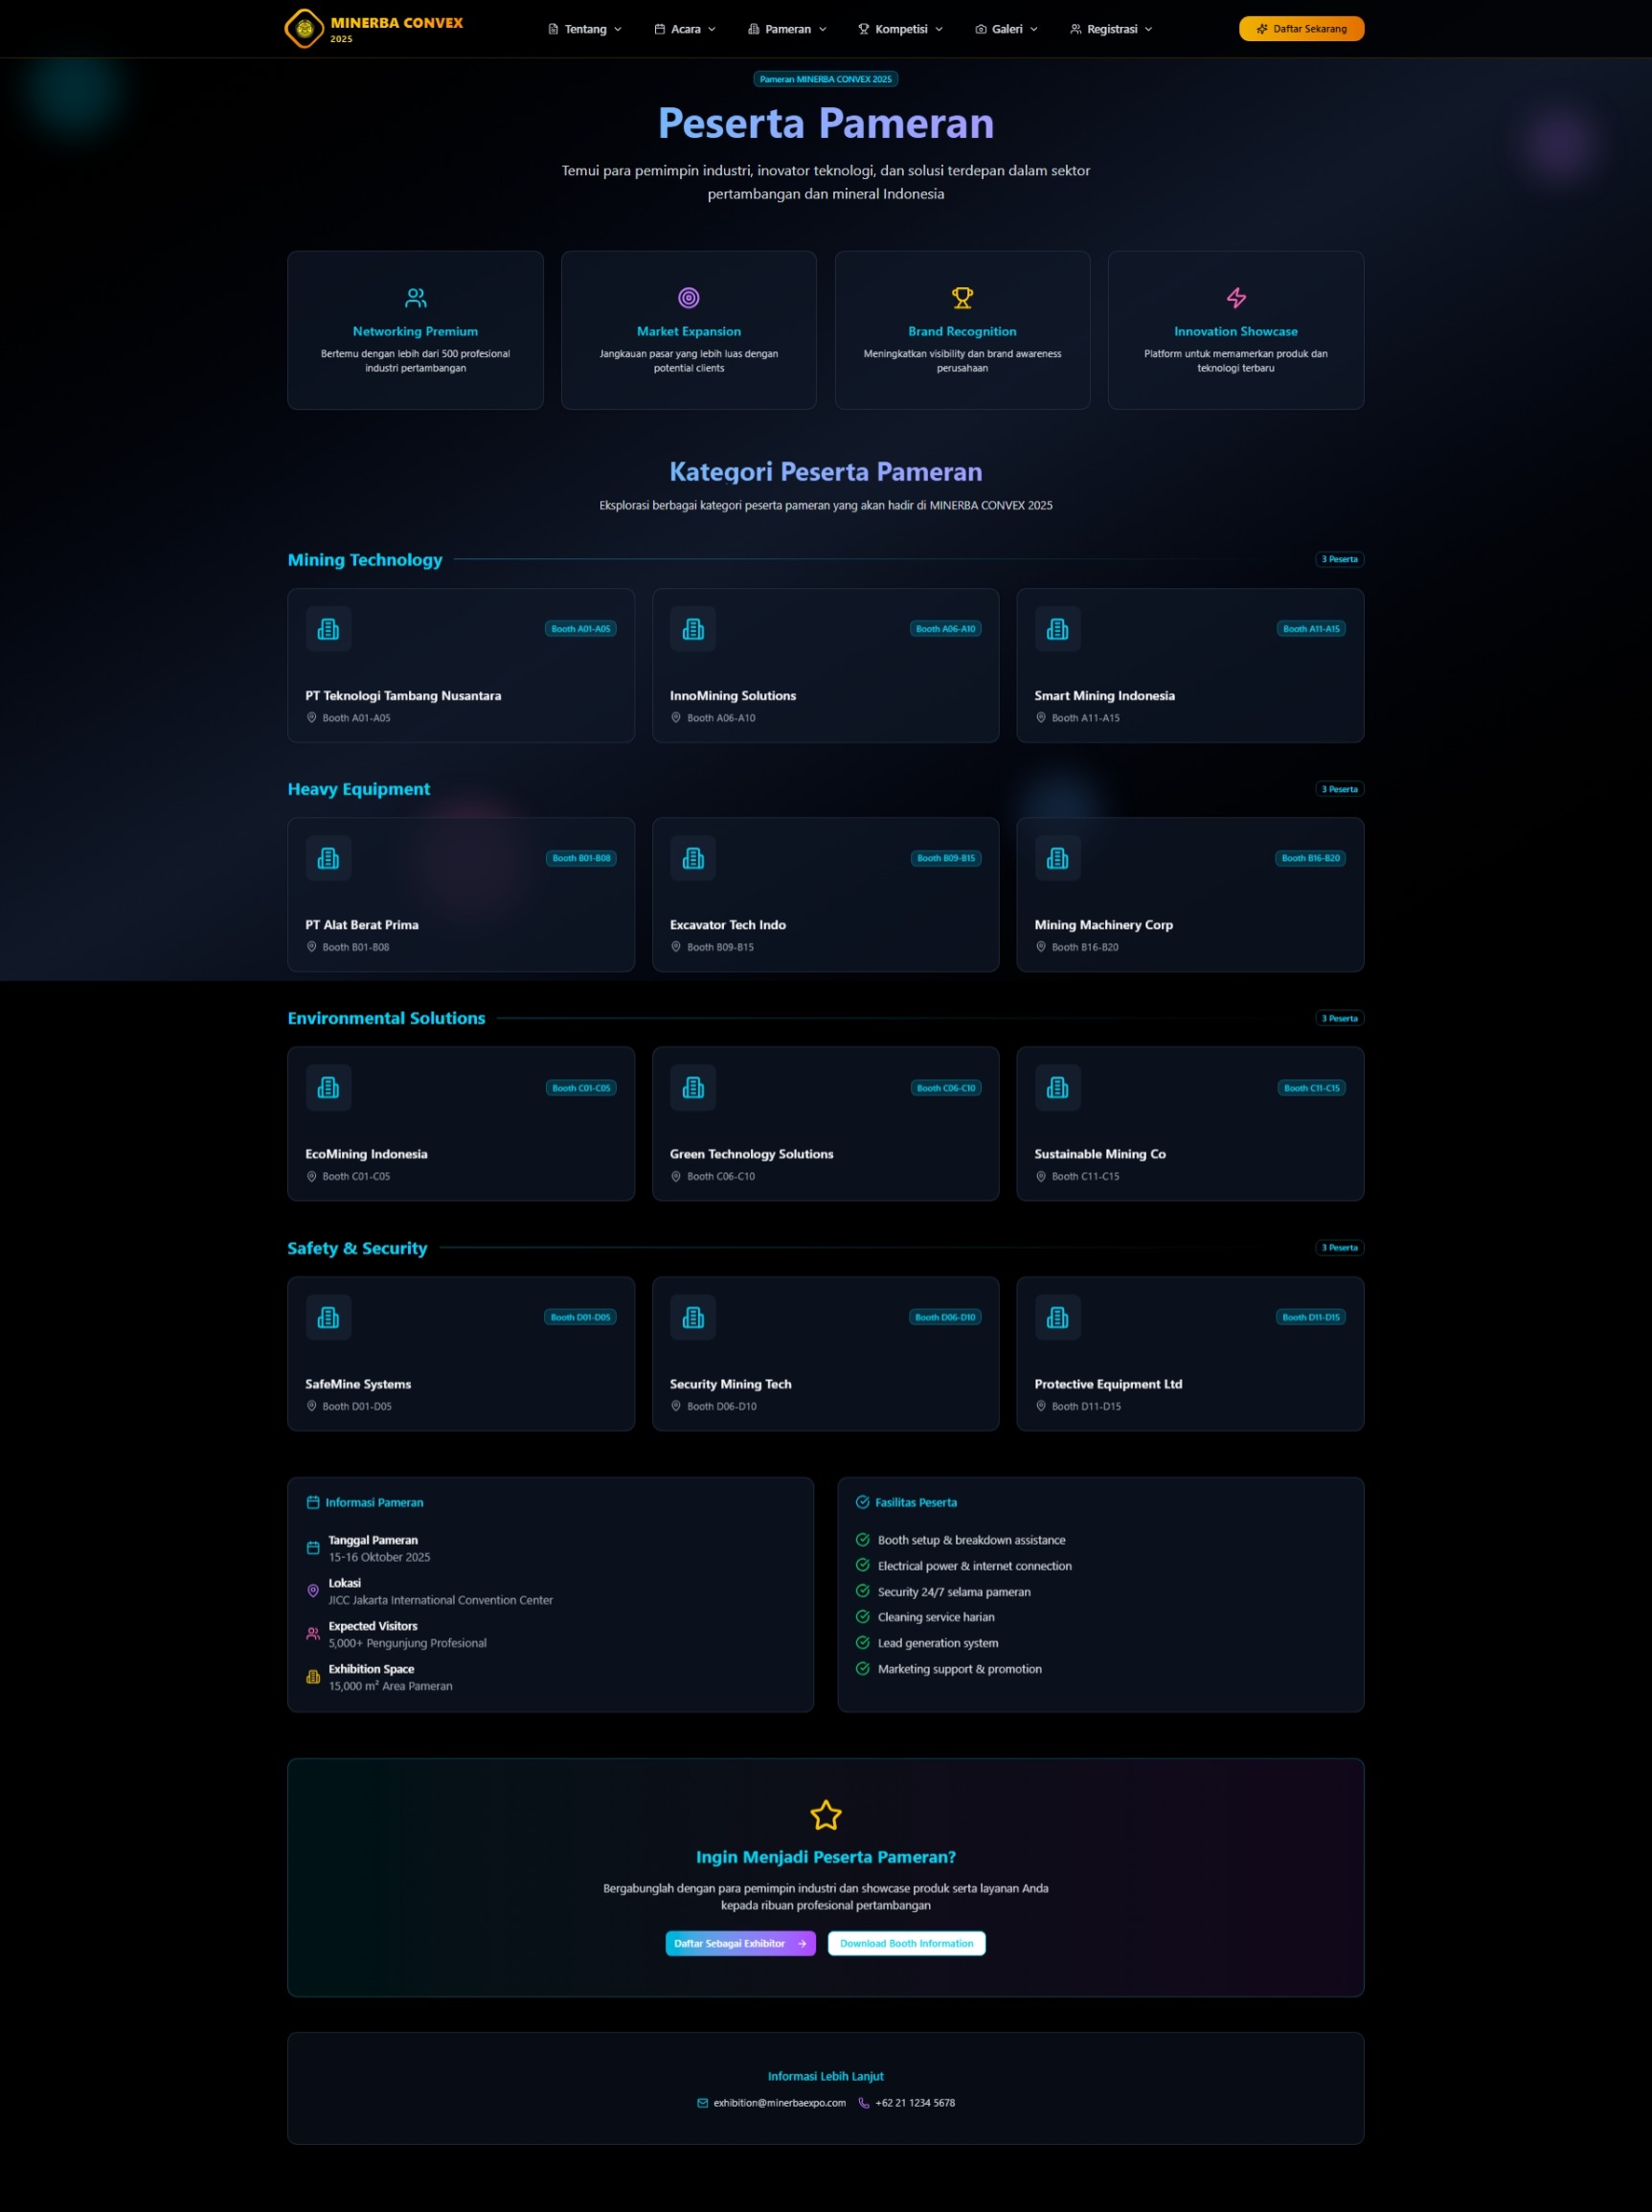 MINERBA CONVEX
2025
Tentang
Acara
Pameran
Kompetisi
Galeri
Registrasi
Daftar Sekarang
Pameran MINERBA CONVEX 2025
Peserta Pameran
Temui para pemimpin industri, inovator teknologi, dan solusi terdepan dalam sektor
pertambangan dan mineral Indonesia
Networking Premium
Bertemu dengan lebih dari 500 profesional
industri pertambangan
Market Expansion
Jangkauan pasar yang lebih luas dengan
potential clients
Brand Recognition
Meningkatkan visibility dan brand awareness
perusahaan
Innovation Showcase
Platform untuk memamerkan produk dan
teknologi terbaru
Kategori Peserta Pameran
Eksplorasi berbagai kategori peserta pameran yang akan hadir di MINERBA CONVEX 2025
Mining Technology
3 Peserta
Booth A01-A05
PT Teknologi Tambang Nusantara
Booth A01-A05
Booth A06-A10
InnoMining Solutions
Booth A06-A10
Booth A11-A15
Smart Mining Indonesia
Booth A11-A15
Heavy Equipment
3 Peserta
Booth B01-B08
PT Alat Berat Prima
Booth B01-B08
Booth B09-B15
Excavator Tech Indo
Booth B09-B15
Booth B16-B20
Mining Machinery Corp
Booth B16-B20
Environmental Solutions
3 Peserta
Booth C01-C05
EcoMining Indonesia
Booth C01-C05
Booth C06-C10
Green Technology Solutions
Booth C06-C10
Booth C11-C15
Sustainable Mining Co
Booth C11-C15
Safety & Security
3 Peserta
Booth D01-D05
SafeMine Systems
Booth D01-D05
Booth D06-D10
Security Mining Tech
Booth D06-D10
Booth D11-D15
Protective Equipment Ltd
Booth D11-D15
Informasi Pameran
Tanggal Pameran
15-16 Oktober 2025
Lokasi
JICC Jakarta International Convention Center
Expected Visitors
5,000+ Pengunjung Profesional
Exhibition Space
15,000 m² Area Pameran
Fasilitas Peserta
Booth setup & breakdown assistance
Electrical power & internet connection
Security 24/7 selama pameran
Cleaning service harian
Lead generation system
Marketing support & promotion
Ingin Menjadi Peserta Pameran?
Bergabunglah dengan para pemimpin industri dan showcase produk serta layanan Anda
kepada ribuan profesional pertambangan
Daftar Sebagai Exhibitor
Download Booth Information
Informasi Lebih Lanjut
exhibition@minerbaexpo.com
+62 21 1234 5678